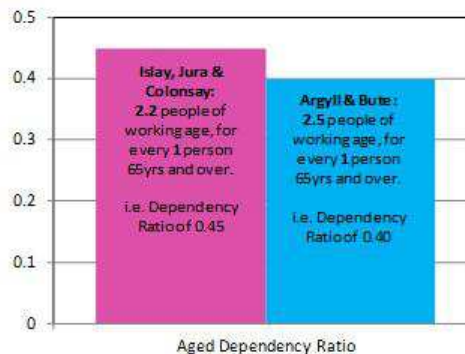 0.5
0.4
0.3
0.2
0.1
0
Islay, Jura &
Colonsay:
2.2 people of
working age, for
every 1 person
65yrs and over.
i.e. Dependency
Ratio of 0.45
Argyll & Bute:
2.5 people of
working age, for
every 1 person
65yrs and over.
i.e. Dependency
Ratio of 0.40
Aged Dependency Ratio